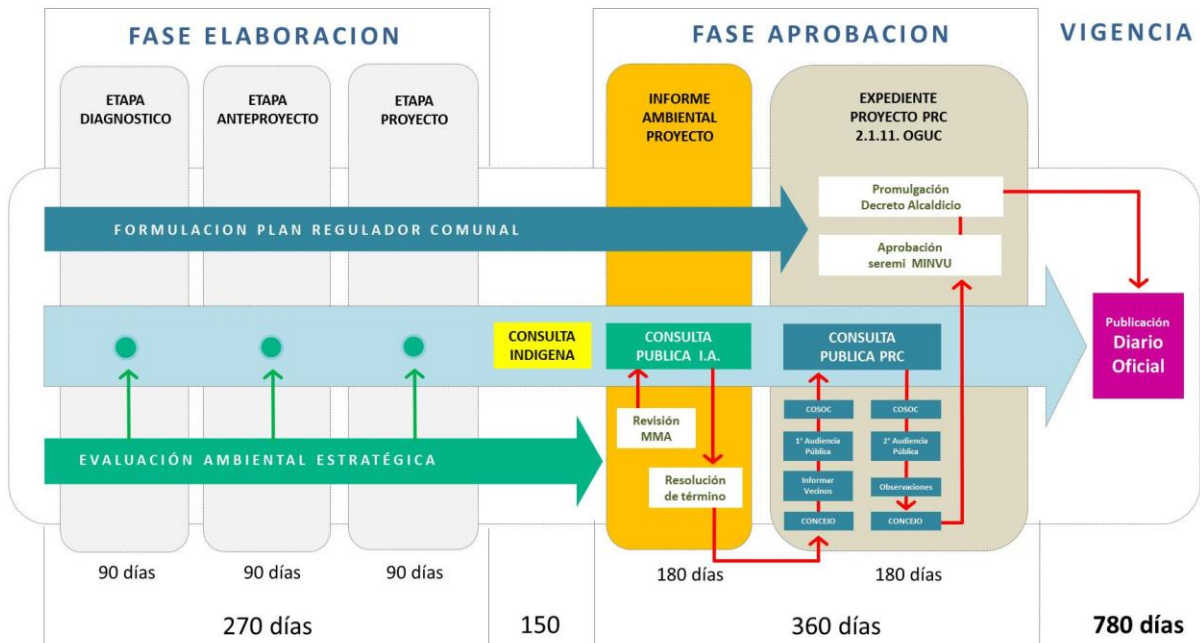 FASE ELABORACION
FASE APROBACION
VIGENCIA
ETAPA
DIAGNOSTICO
ETAPA
ANTEPROYECTO
ETAPA
PROYECTO
INFORME
AMBIENTAL
PROYECTO
EXPEDIENTE
PROYECTO PRC
2.1.11. OGUC
Promulgación
Decreto Alcaldicio
FORMULACION PLAN REGULADOR COMUNAL
Aprobación
seremi MINVU
CONSULTA
INDIGENA
CONSULTA
PUBLICA I.A.
CONSULTA
PUBLICA PRC
Publicación
Diario
Oficial
Revisión
MMA
COSOC
COSOC
1° Audiencia
Pública
2° Audiencia
Pública
EVALUACIÓN AMBIENTAL ESTRATÉGICA
Resolución
de término
Informar
Vecinos
Observaciones
CONCEJO
CONCEJO
90 días
90 días
90 días
180 días
180 días
270 días
150
360 días
780 días